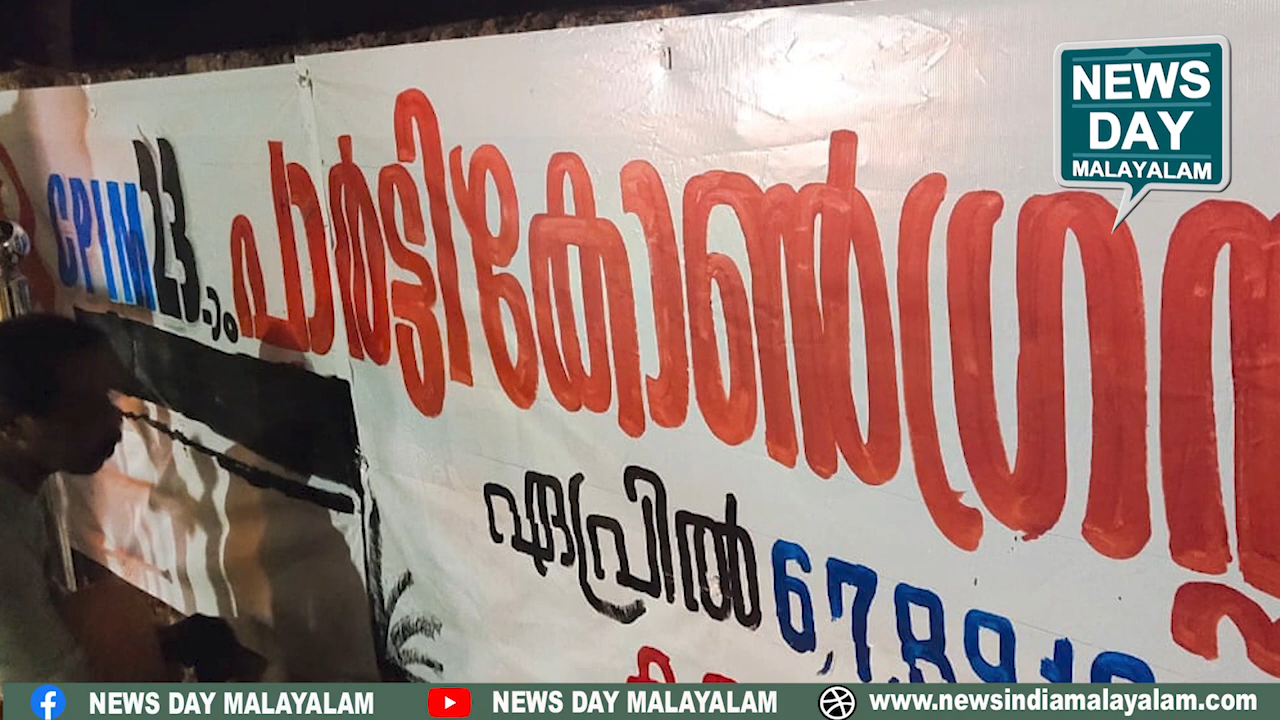 CPIM 23-ാം പാർട്ടി കോൺഗ്രസ്സ്
ഏപ്രിൽ 6,7,8,9,10
NEWS
DAY
MALAYALAM
NEWS DAY MALAYALAM
NEWS DAY MALAYALAM
www.newsindiamalayalam.com